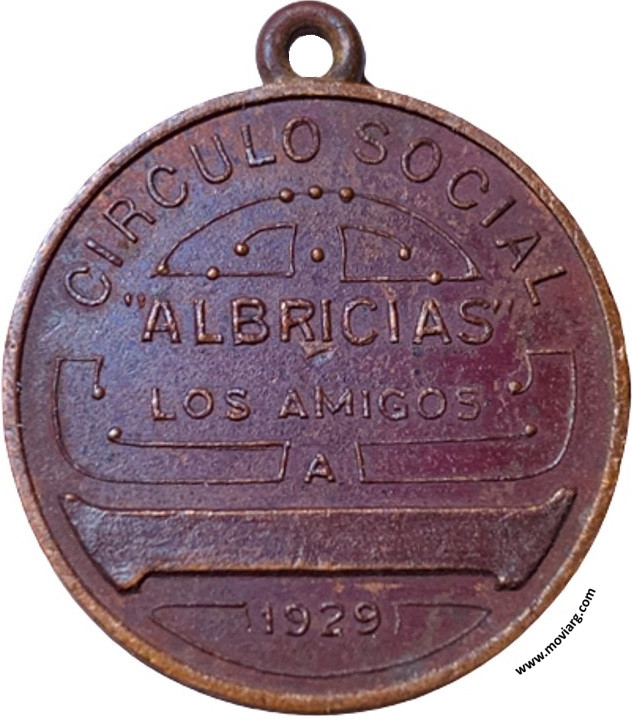 CIRCULO SOCIAL
"ALBRICIAS"
LOS AMIGOS
A
1929
www.moviarg.com